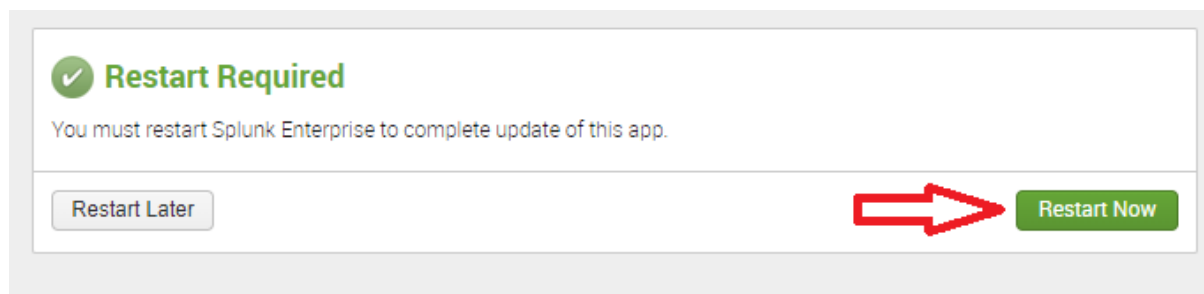 Restart Required
You must restart Splunk Enterprise to complete update of this app.
Restart Later
Restart Now